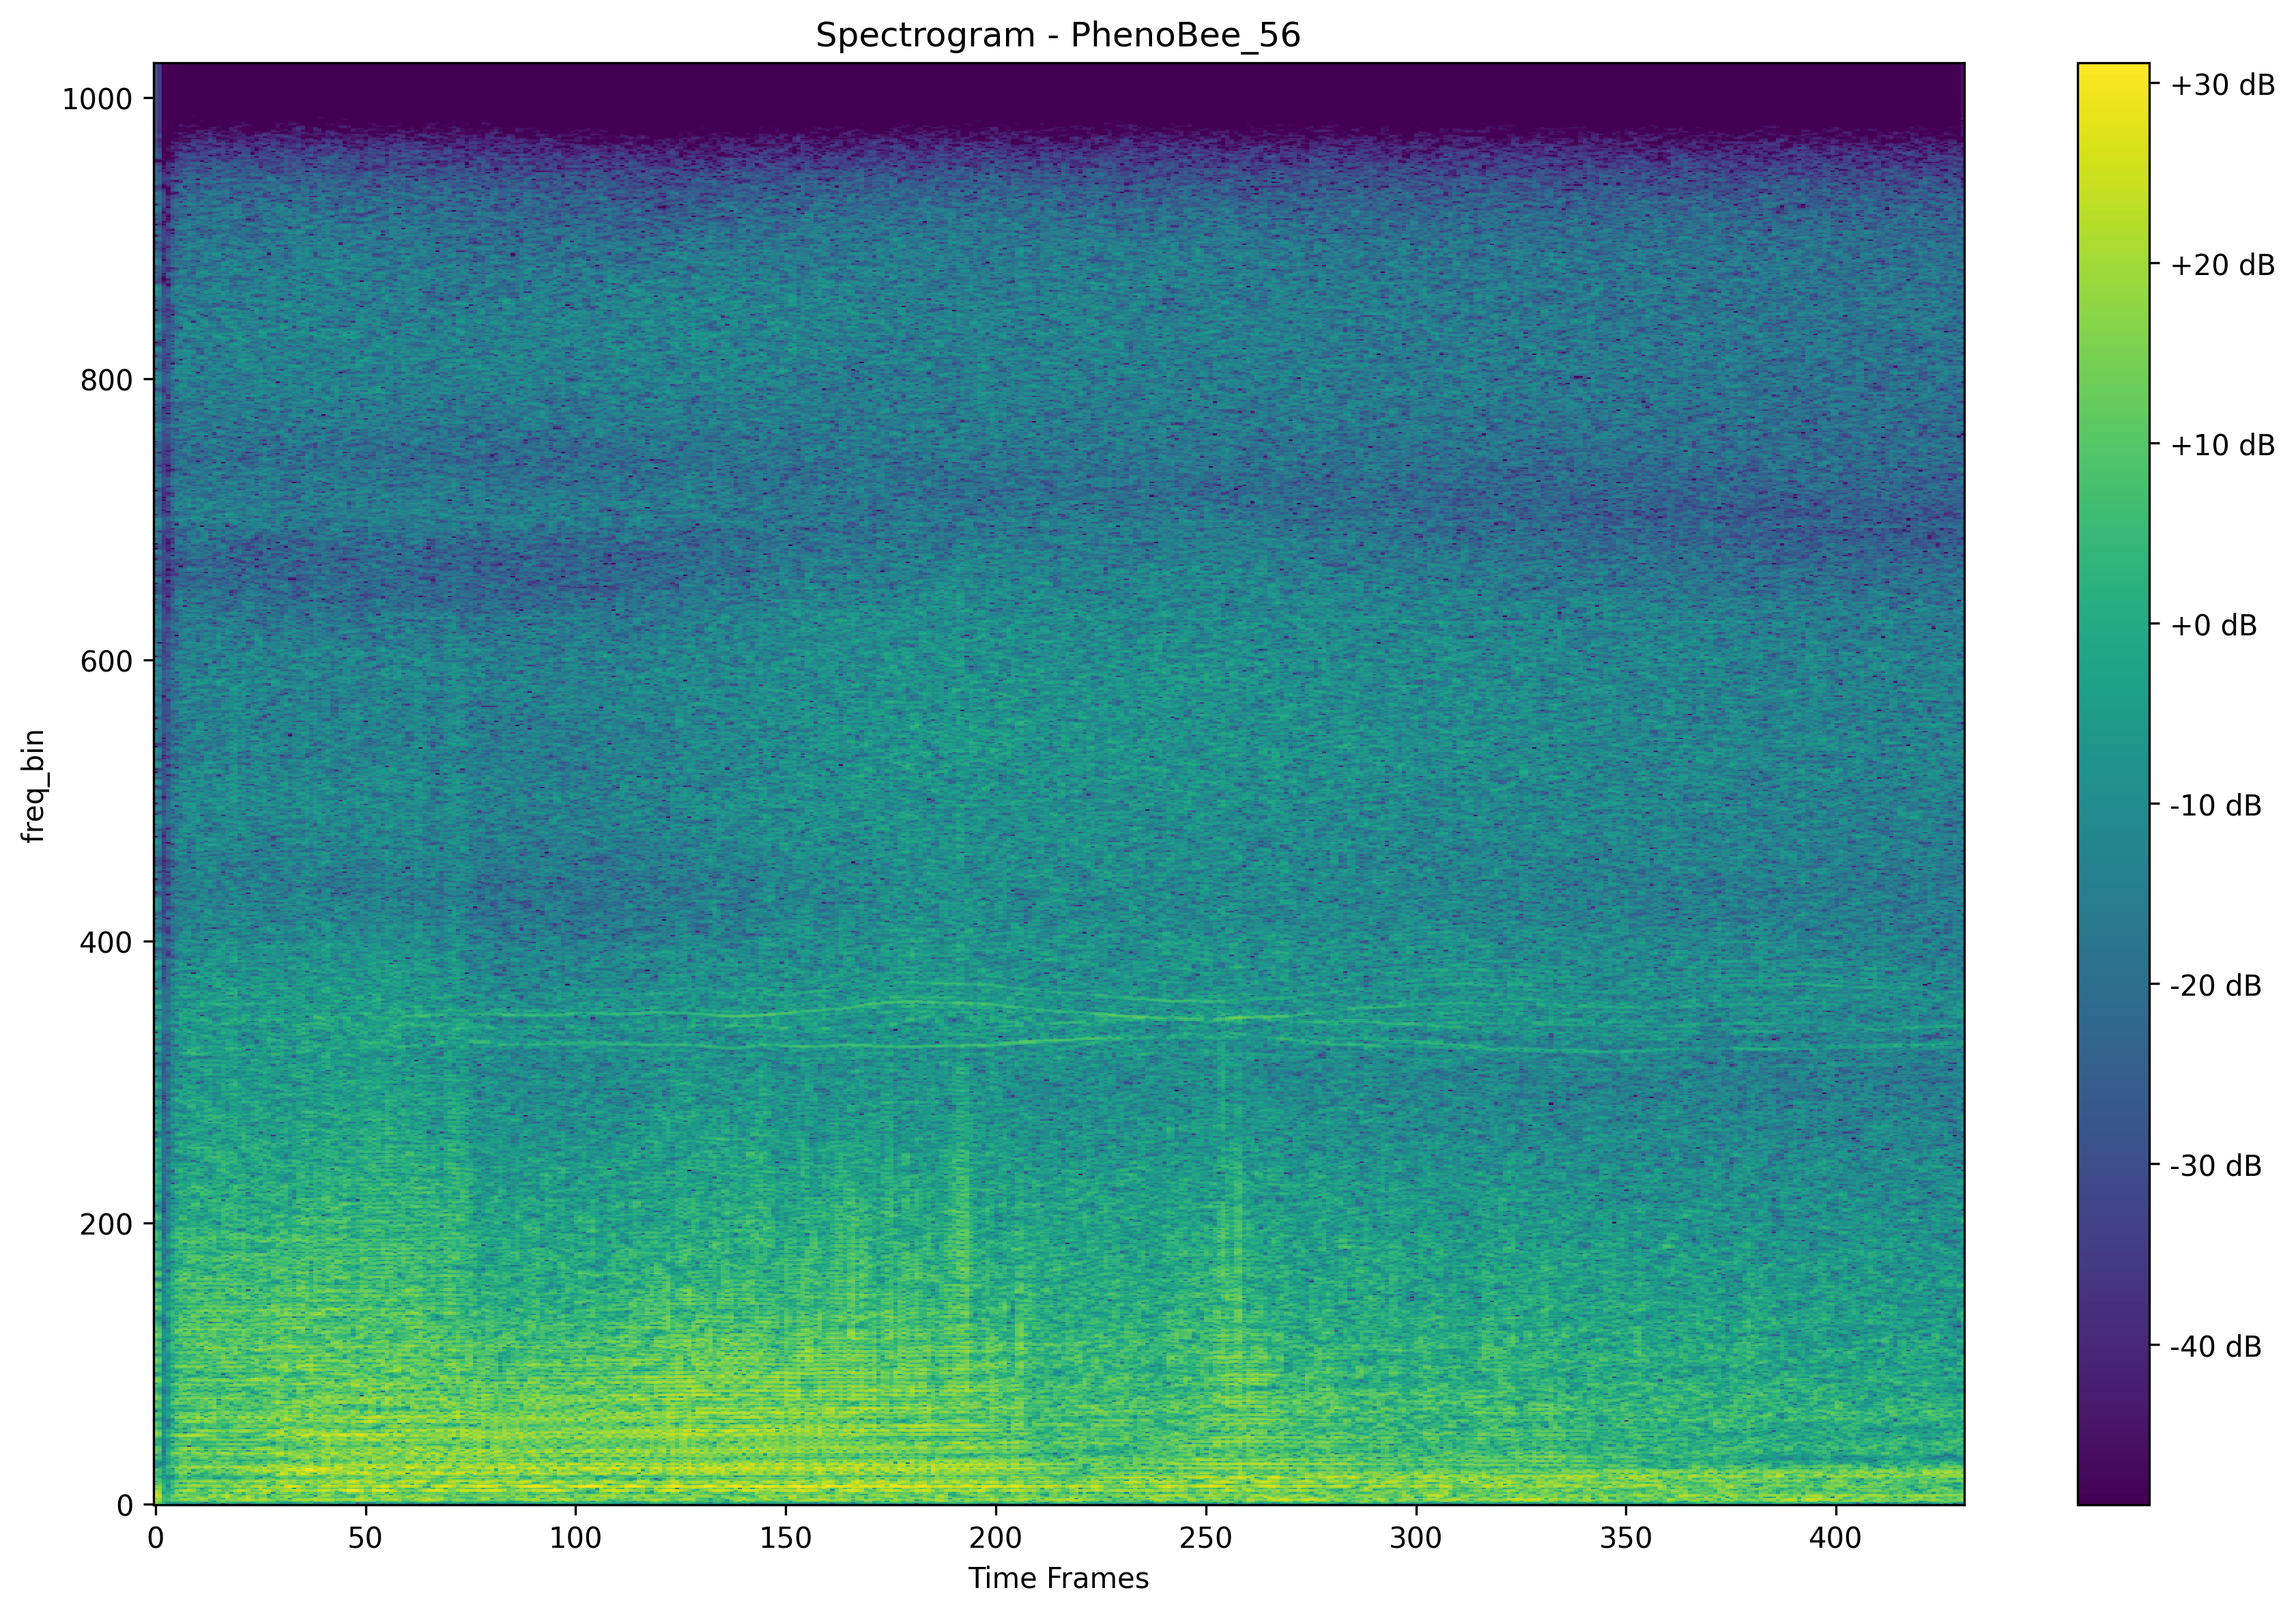 Spectrogram - PhenoBee_56
1000
800
600
400
200
0
freq_bin
0 50 100 150 200 250 300 350 400
Time Frames
+30 dB
+20 dB
+10 dB
+0 dB
-10 dB
-20 dB
-30 dB
-40 dB